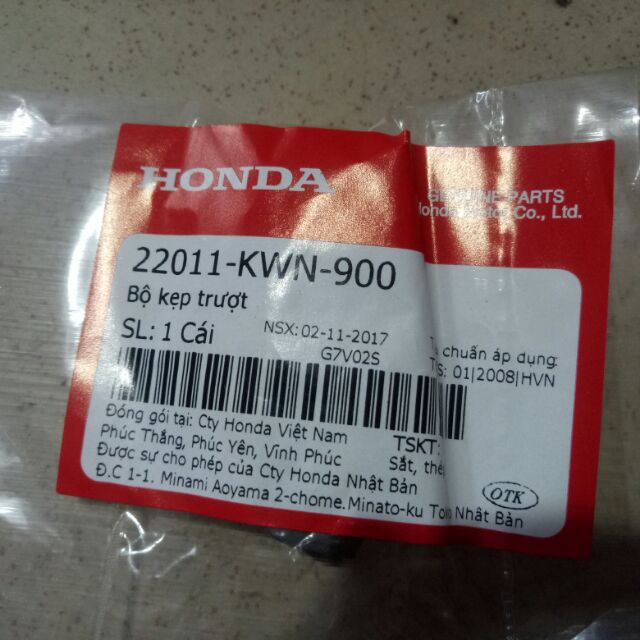 HONDA
GENUINE PARTS
Honda Motor Co., Ltd.
22011-KWN-900
Bộ kẹp trượt
SL: 1 Cái
NSX: 02-11-2017
G7V02S
chuẩn áp dụng:
01|2008|HVN
Đóng gói tại: Cty Honda Việt Nam
Phúc Thắng, Phúc Yên, Vĩnh Phúc
TSKT:
Sắt,
Được sự cho phép của Cty Honda Nhật Bản
Đ.C 1-1. Minami Aoyama 2-chome.Minato-ku Nhật Bản
OTK